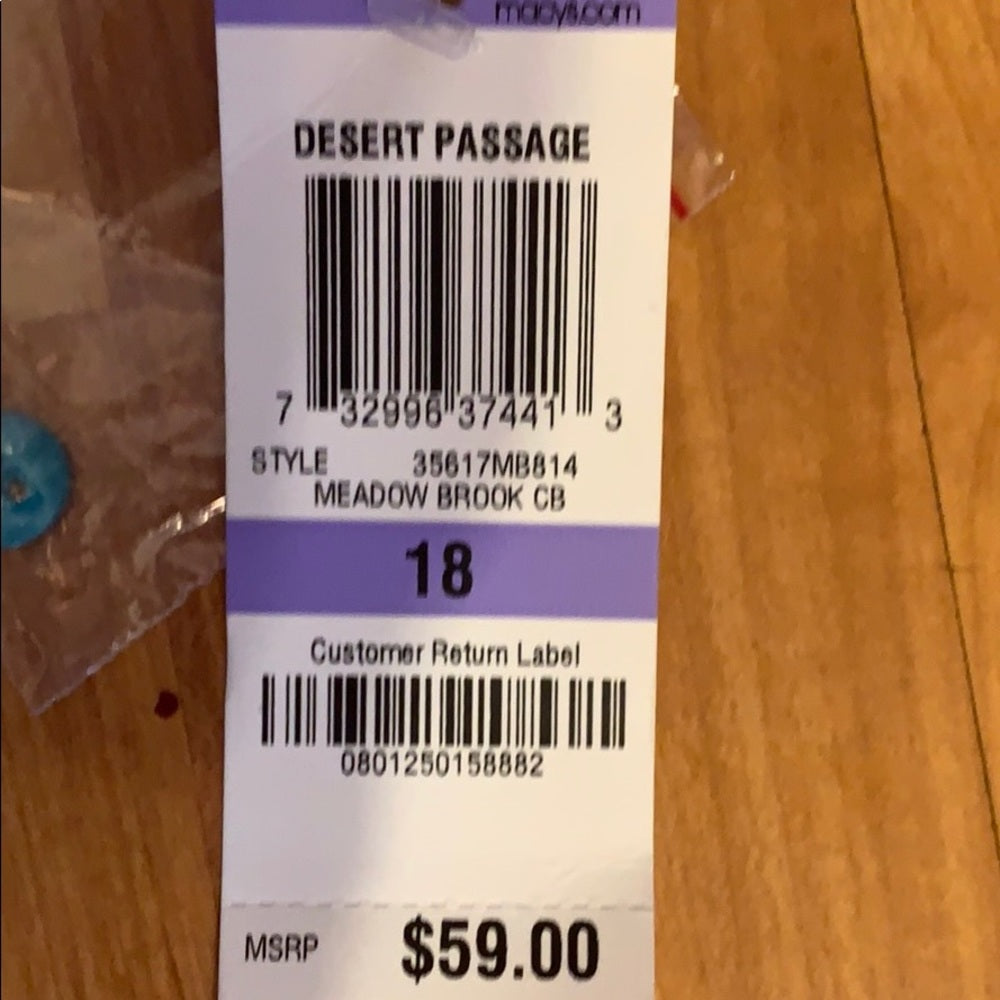 macys.com
DESERT PASSAGE
7 32996 37441 3
STYLE 35617MB814
MEADOW BROOK CB
18
Customer Return Label
0801250158882
MSRP $59.00